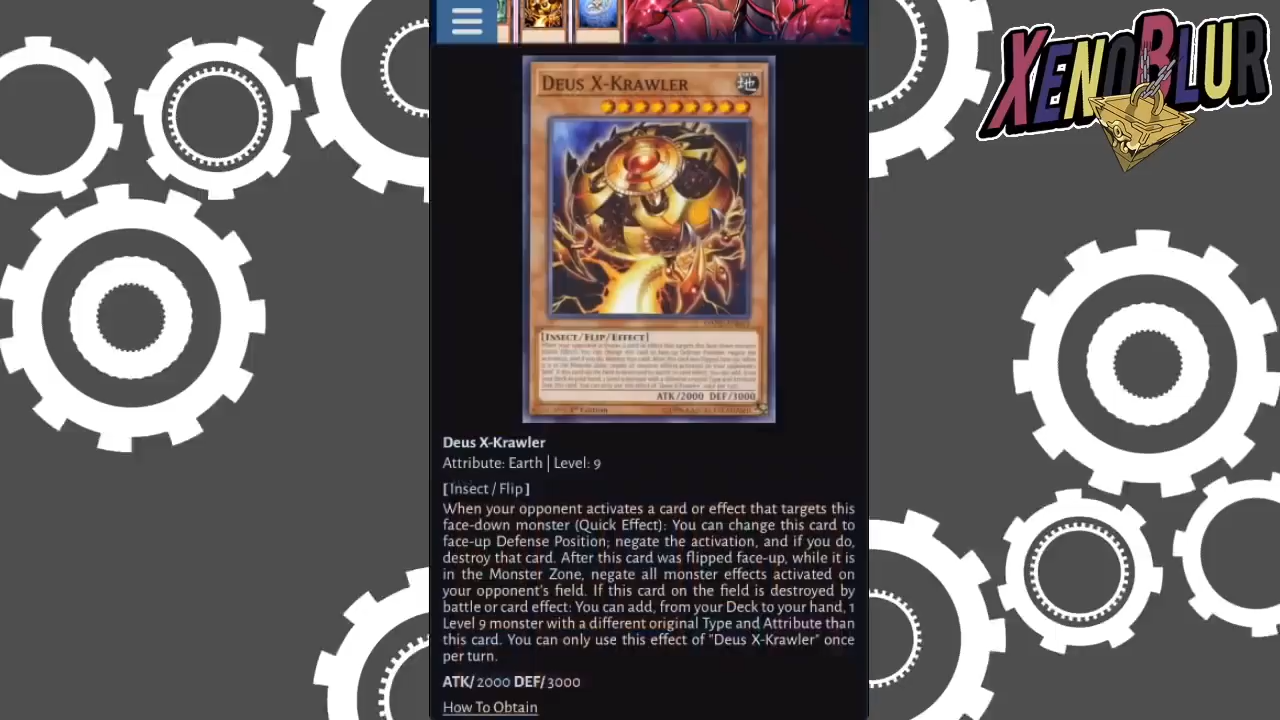 XENOBLUR
DEUS X-KRAWLER
地
[INSECT/FLIP/EFFECT]
ATK/2000 DEF/3000
1st Edition
Deus X-Krawler
Attribute: Earth | Level: 9
[ Insect / Flip ]
When your opponent activates a card or effect that targets this
face-down monster (Quick Effect): You can change this card to
face-up Defense Position; negate the activation, and if you do,
destroy that card. After this card was flipped face-up, while it is
in the Monster Zone, negate all monster effects activated on
your opponent's field. If this card on the field is destroyed by
battle or card effect: You can add, from your Deck to your hand, 1
Level 9 monster with a different original Type and Attribute than
this card. You can only use this effect of "Deus X-Krawler" once
per turn.
ATK/ 2000 DEF/ 3000
How To Obtain